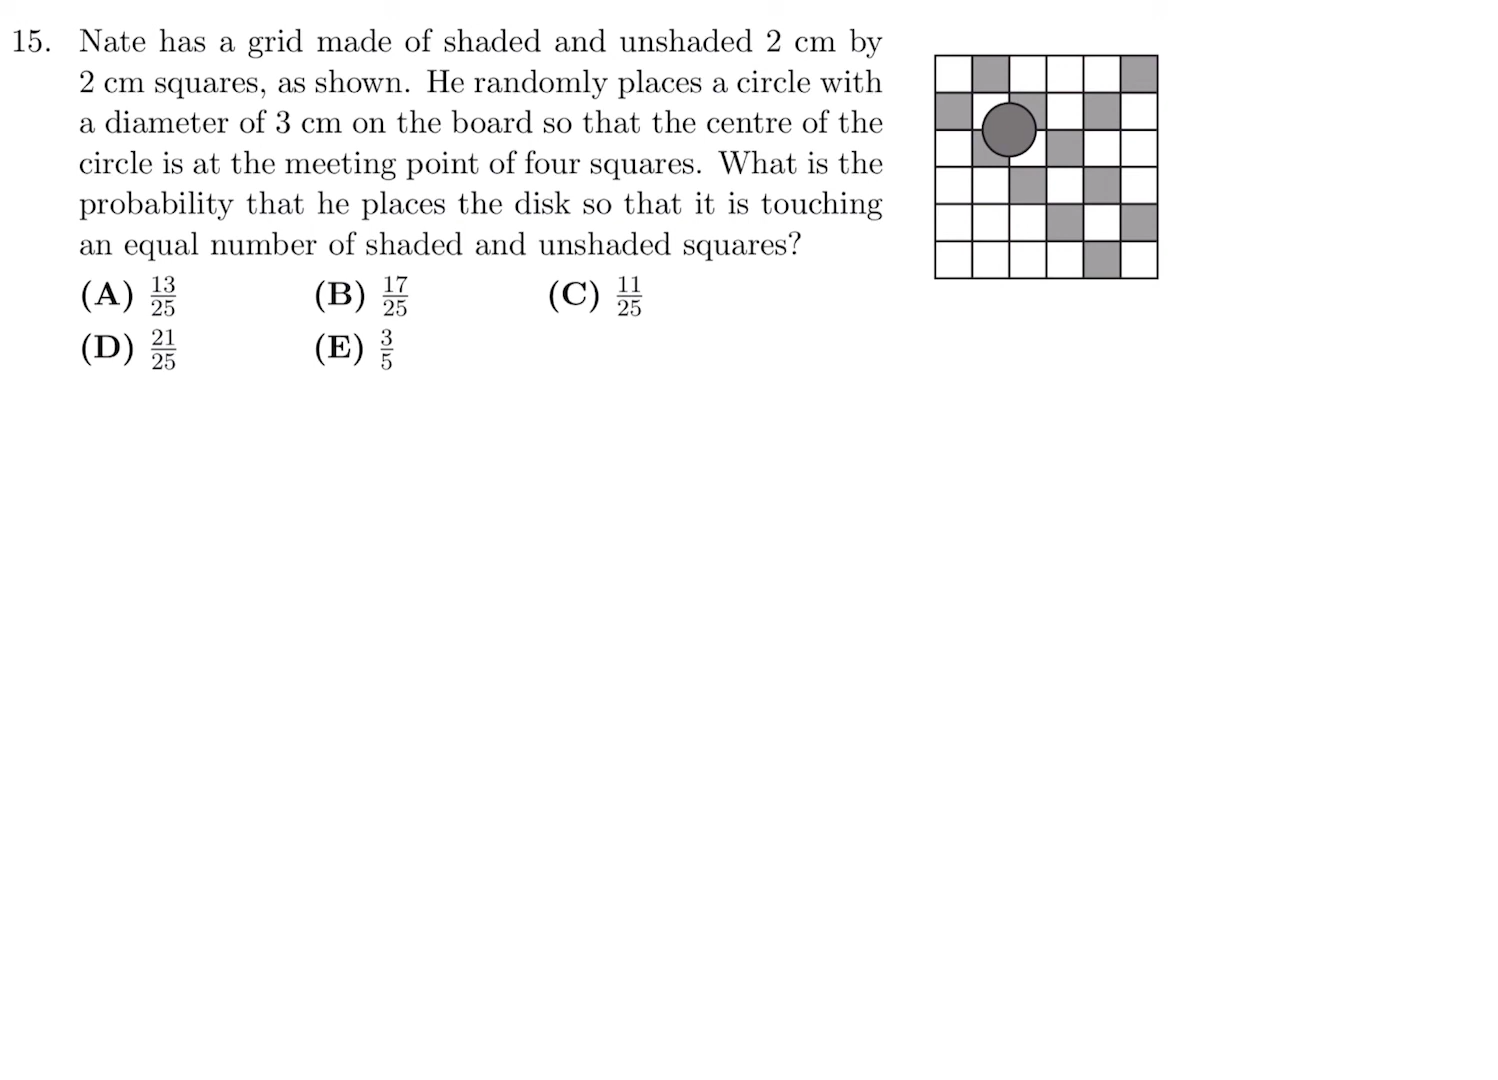 15. Nate has a grid made of shaded and unshaded 2 cm by
2 cm squares, as shown. He randomly places a circle with
a diameter of 3 cm on the board so that the centre of the
circle is at the meeting point of four squares. What is the
probability that he places the disk so that it is touching
an equal number of shaded and unshaded squares?
(A) 13/25 (B) 17/25 (C) 11/25
(D) 21/25 (E) 3/5